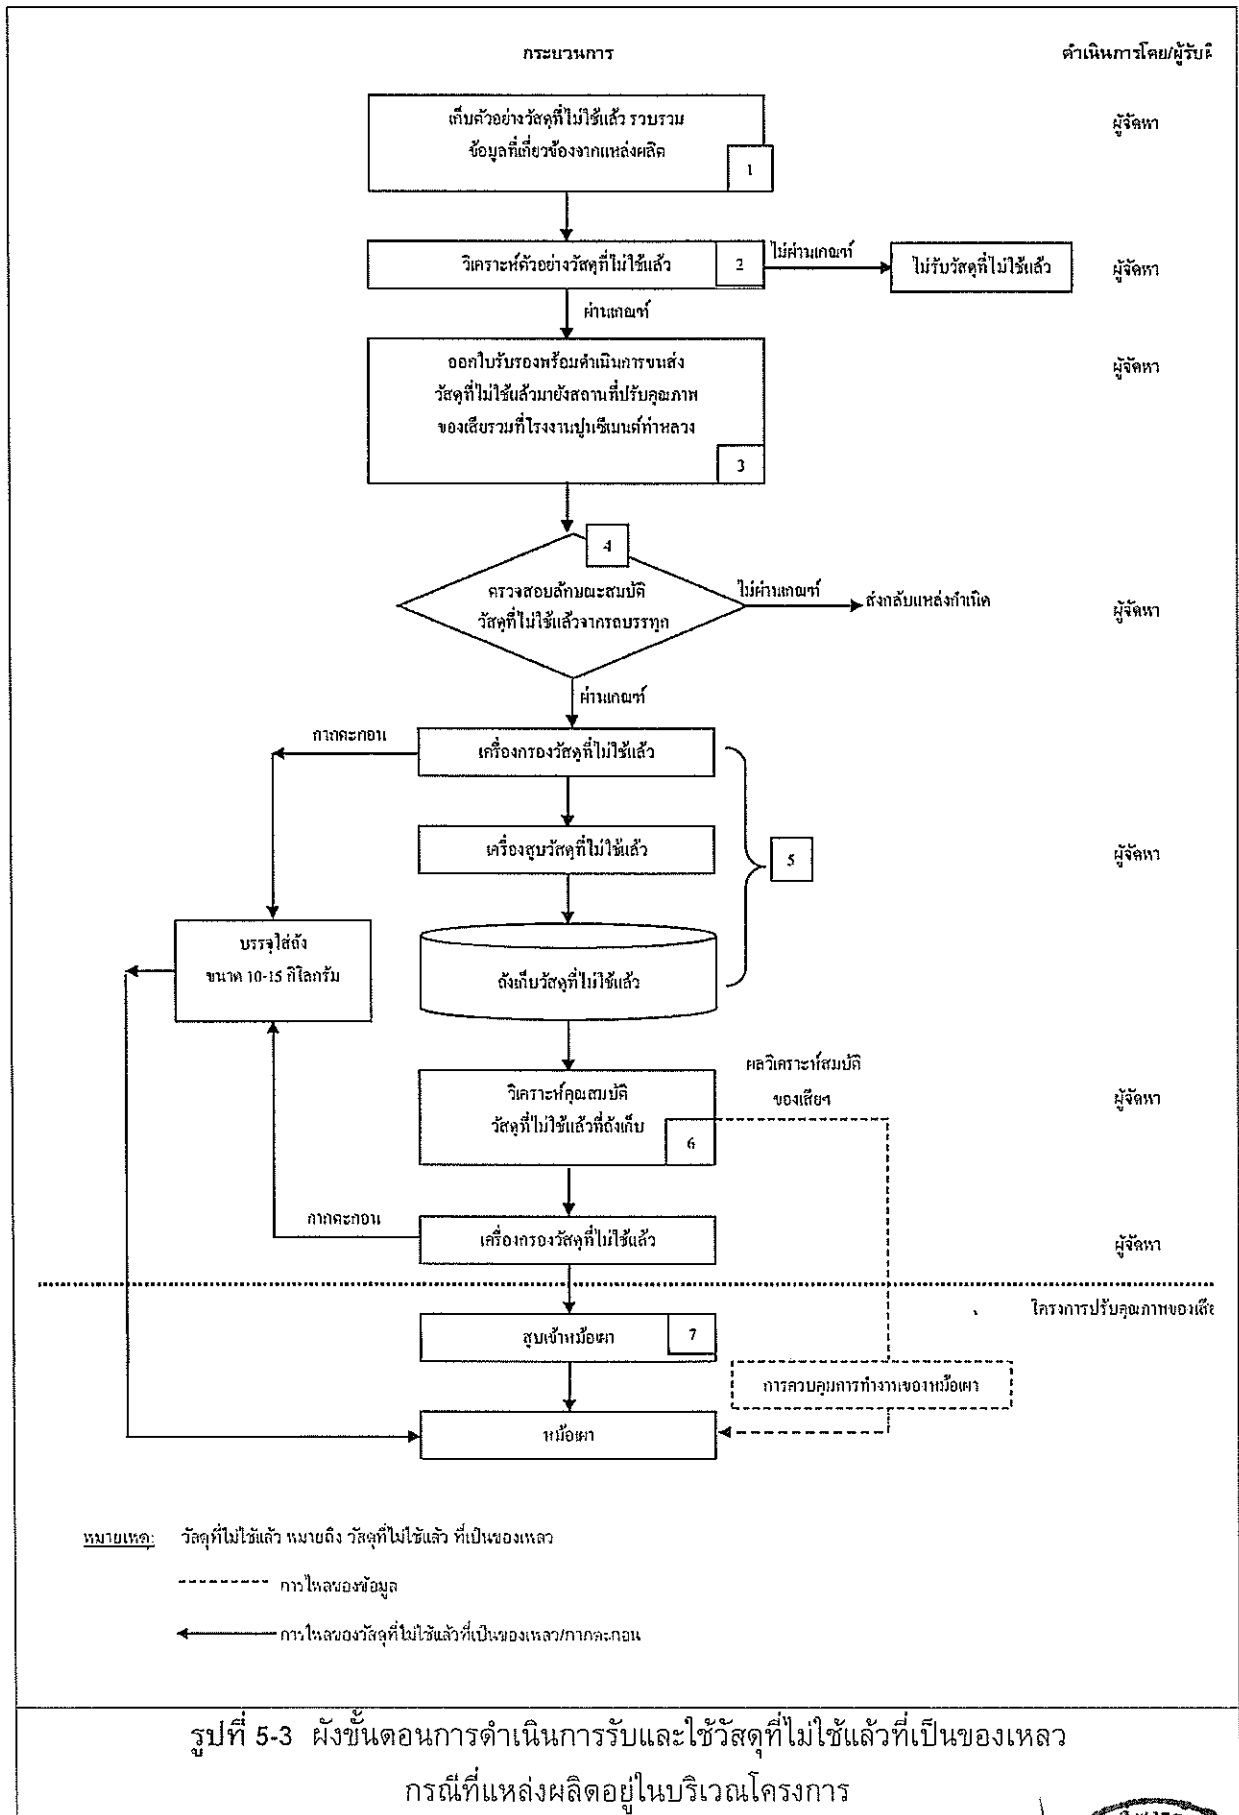 กระบวนการ
ดำเนินการโดย/ผู้รับผิ
เก็บตัวอย่างวัสดุที่ไม่ใช้แล้ว รวบรวม
ข้อมูลที่เกี่ยวข้องจากแหล่งผลิต
1
ผู้จัดหา
วิเคราะห์ตัวอย่างวัสดุที่ไม่ใช้แล้ว
2
ไม่ผ่านเกณฑ์
ไม่รับวัสดุที่ไม่ใช้แล้ว
ผู้จัดหา
ผ่านเกณฑ์
ออกใบรับรองพร้อมดำเนินการขนส่ง
วัสดุที่ไม่ใช้แล้วมายังสถานที่ปรับคุณภาพ
ของเสียรวมที่โรงงานปูนซีเมนต์ท่าหลวง
3
ผู้จัดหา
4
ตรวจสอบลักษณะสมบัติ
วัสดุที่ไม่ใช้แล้วจากรถบรรทุก
ไม่ผ่านเกณฑ์
ส่งกลับแหล่งกำเนิด
ผู้จัดหา
ผ่านเกณฑ์
กากตะกอน
เครื่องกรองวัสดุที่ไม่ใช้แล้ว
เครื่องสูบวัสดุที่ไม่ใช้แล้ว
5
ผู้จัดหา
บรรจุใส่ถัง
ขนาด 10-15 กิโลกรัม
ถังเก็บวัสดุที่ไม่ใช้แล้ว
ผลวิเคราะห์สมบัติ
ของเสียฯ
วิเคราะห์คุณสมบัติ
วัสดุที่ไม่ใช้แล้วที่ถังเก็บ
6
ผู้จัดหา
กากตะกอน
เครื่องกรองวัสดุที่ไม่ใช้แล้ว
ผู้จัดหา
โครงการปรับคุณภาพของเสีย
สูบเข้าหม้อเผา
7
การควบคุมการทำงานของหม้อเผา
หม้อเผา
หมายเหตุ: วัสดุที่ไม่ใช้แล้ว หมายถึง วัสดุที่ไม่ใช้แล้ว ที่เป็นของเหลว
การไหลของข้อมูล
การไหลของวัสดุที่ไม่ใช้แล้วที่เป็นของเหลว/กากตะกอน
รูปที่ 5-3 ผังขั้นตอนการดำเนินการรับและใช้วัสดุที่ไม่ใช้แล้วที่เป็นของเหลว
กรณีที่แหล่งผลิตอยู่ในบริเวณโครงการ